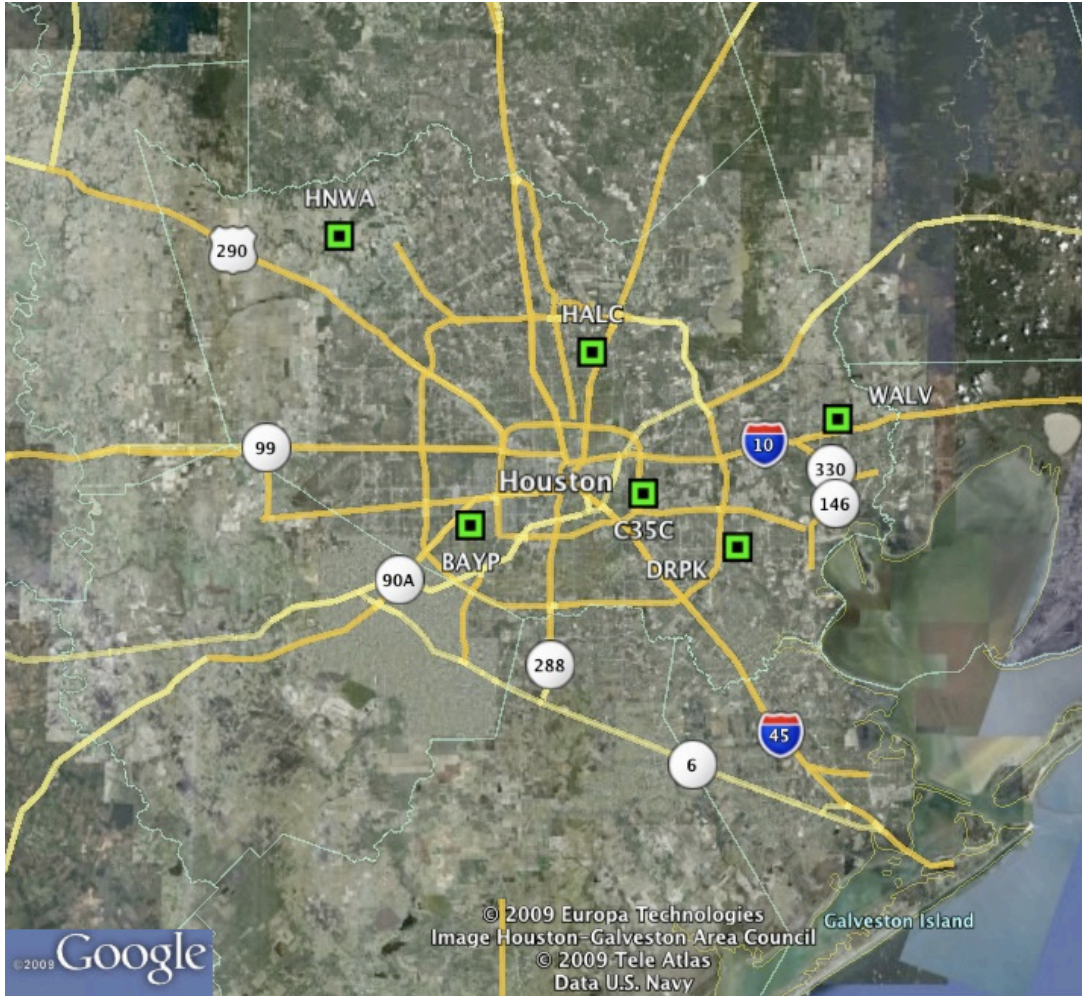 HNWA
290
HALC
WALV
99
10
330
Houston
146
C35C
BAYP
DRPK
90A
288
45
6
© 2009 Europa Technologies
Image Houston-Galveston Area Council
© 2009 Tele Atlas
Data U.S. Navy
Galveston Island
©2009 Google